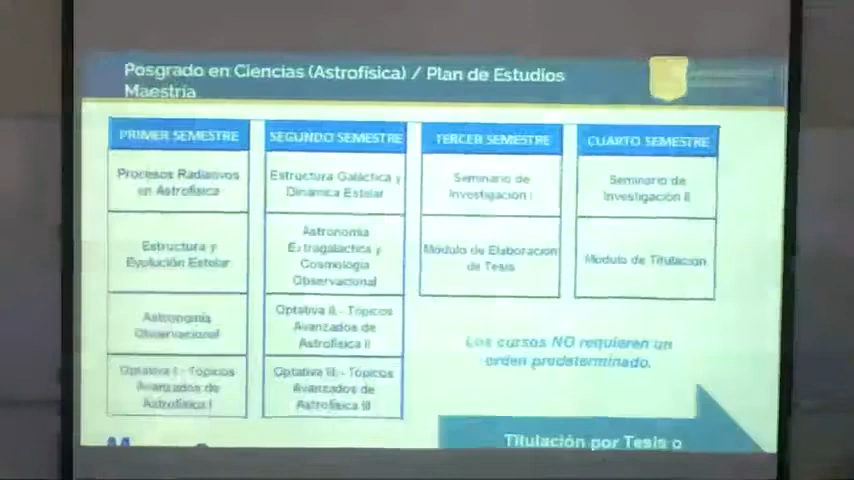 Posgrado en Ciencias (Astrofísica) / Plan de Estudios
Maestría
PRIMER SEMESTRE
Procesos Radiativos
en Astrofísica
Estructura y
Evolución Estelar
Astronomía
Observacional
Optativa I.- Tópicos
Avanzados de
Astrofísica I
SEGUNDO SEMESTRE
Estructura Galáctica y
Dinámica Estelar
Astronomía
Extragaláctica y
Cosmología
Observacional
Optativa II.- Tópicos
Avanzados de
Astrofísica II
Optativa III.- Tópicos
Avanzados de
Astrofísica III
TERCER SEMESTRE
Seminario de
Investigación I
Módulo de Elaboración
de Tesis
CUARTO SEMESTRE
Seminario de
Investigación II
Módulo de Titulación
Los cursos NO requieren un
orden predeterminado.
Titulación por Tesis o